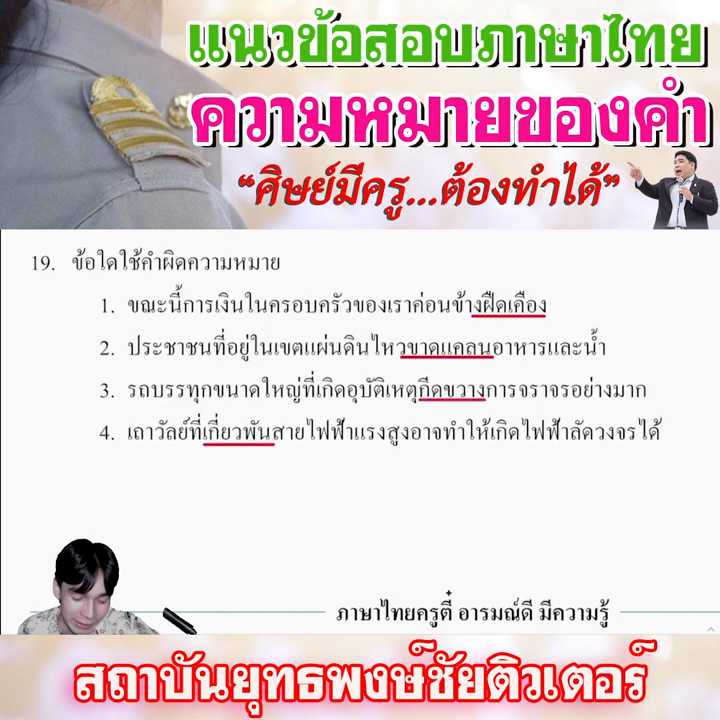 แนวข้อสอบภาษาไทย
ความหมายของคำ
“ศิษย์มีครู...ต้องทำได้”
19. ข้อใดใช้คำผิดความหมาย
1. ขณะนี้การเงินในครอบครัวของเราค่อนข้างฝืดเคือง
2. ประชาชนที่อยู่ในเขตแผ่นดินไหวขาดแคลนอาหารและน้ำ
3. รถบรรทุกขนาดใหญ่ที่เกิดอุบัติเหตุกีดขวางการจราจรอย่างมาก
4. เถาวัลย์ที่เกี่ยวพันสายไฟฟ้าแรงสูงอาจทำให้เกิดไฟฟ้าลัดวงจรได้
ภาษาไทยครูตี๋ อารมณ์ดี มีความรู้
สถาบันยุทธพงษ์ชัยติวเตอร์